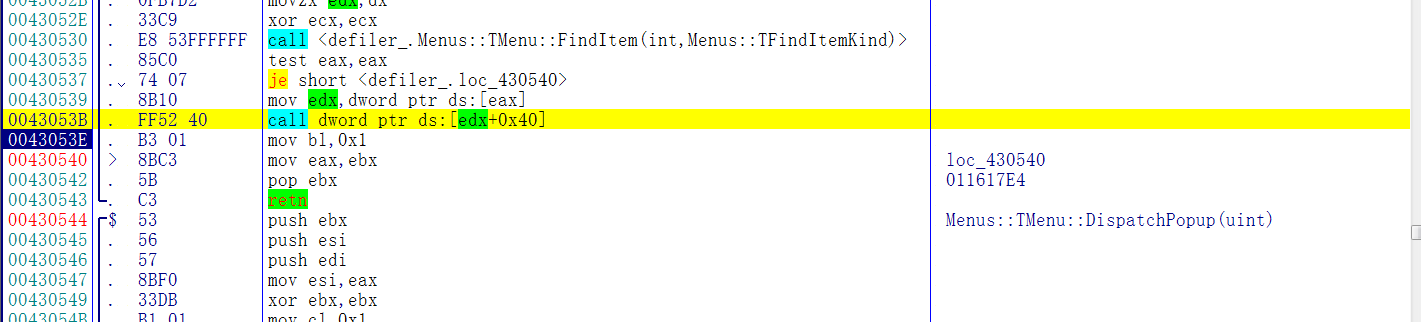 0043052B . 0FB7D2 movzx edx,dx
0043052E . 33C9 xor ecx,ecx
00430530 . E8 53FFFFFF call <defiler_.Menus::TMenu::FindItem(int,Menus::TFindItemKind)>
00430535 . 85C0 test eax,eax
00430537 .⌄ 74 07 je short <defiler_.loc_430540>
00430539 . 8B10 mov edx,dword ptr ds:[eax]
0043053B . FF52 40 call dword ptr ds:[edx+0x40]
0043053E . B3 01 mov bl,0x1
00430540 > 8BC3 mov eax,ebx loc_430540
00430542 . 5B pop ebx 011617E4
00430543 . C3 retn
00430544 $ 53 push ebx Menus::TMenu::DispatchPopup(uint)
00430545 . 56 push esi
00430546 . 57 push edi
00430547 . 8BF0 mov esi,eax
00430549 . 33DB xor ebx,ebx
0043054B . B1 01 mov cl,0x1